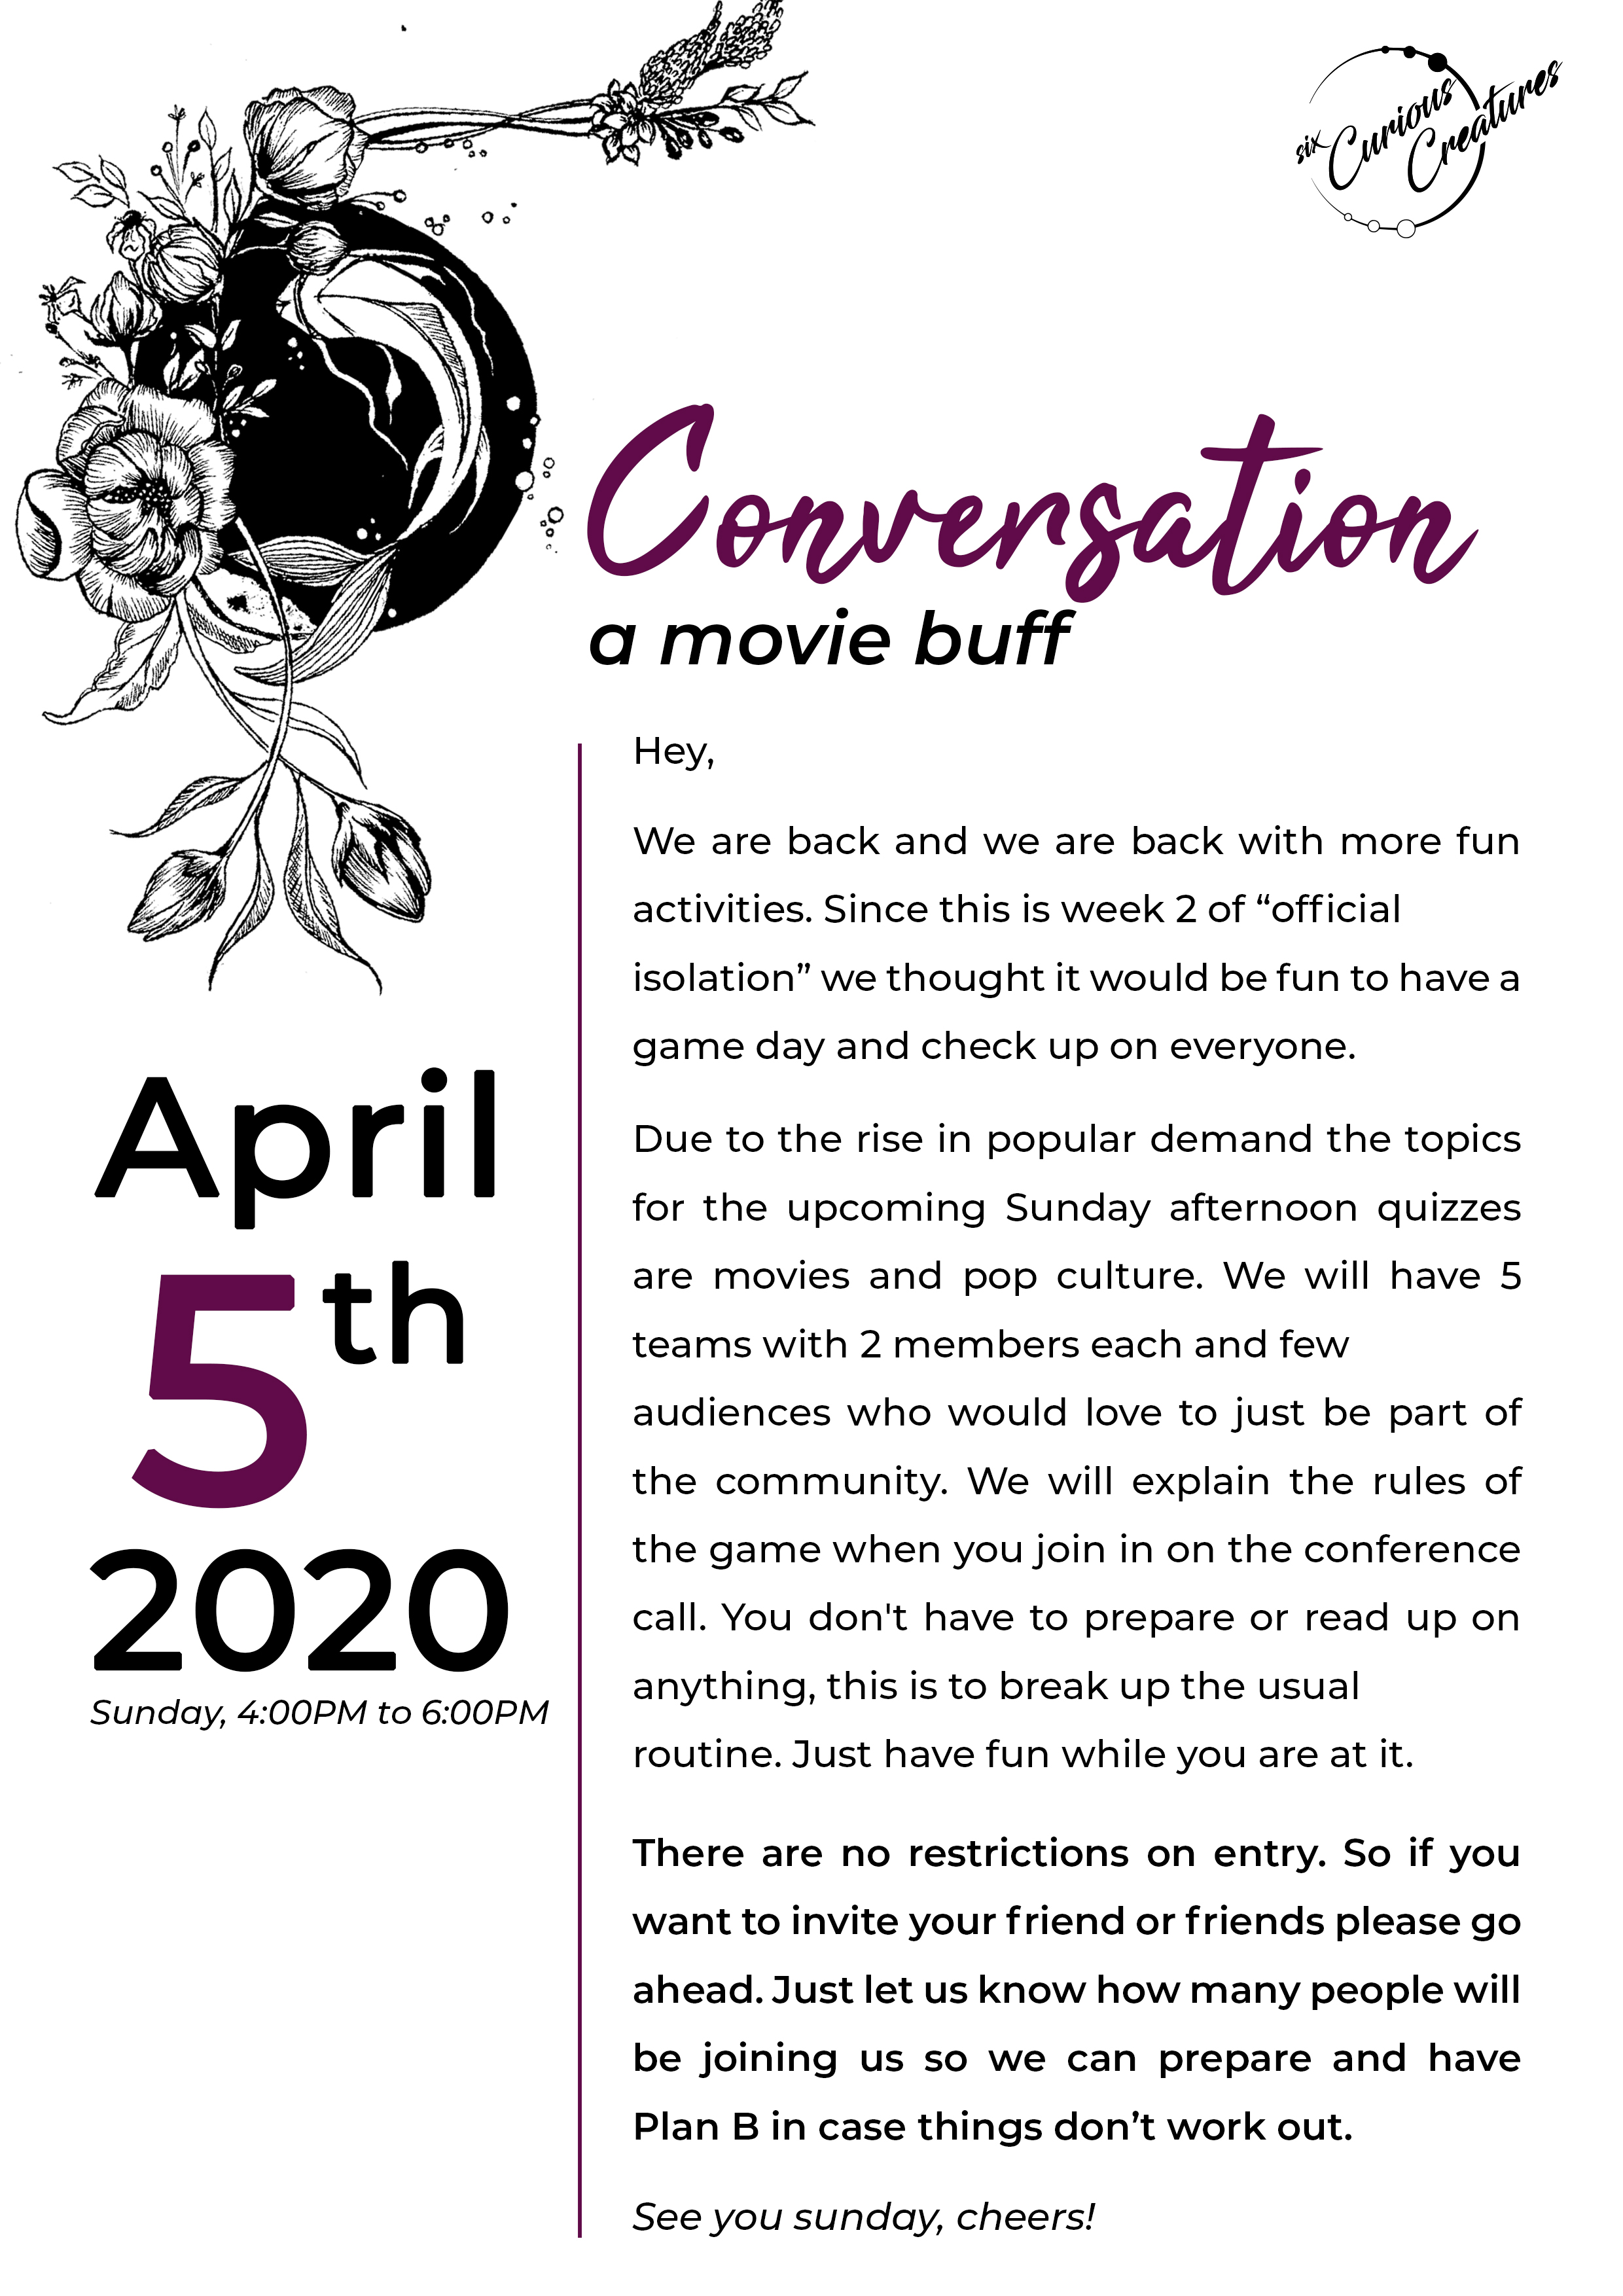 six Curious
Creatures
Conversation
a movie buff
April
5th
2020
Sunday, 4:00PM to 6:00PM
Hey,
We are back and we are back with more fun
activities. Since this is week 2 of “official
isolation” we thought it would be fun to have a
game day and check up on everyone.
Due to the rise in popular demand the topics
for the upcoming Sunday afternoon quizzes
are movies and pop culture. We will have 5
teams with 2 members each and few
audiences who would love to just be part of
the community. We will explain the rules of
the game when you join in on the conference
call. You don't have to prepare or read up on
anything, this is to break up the usual
routine. Just have fun while you are at it.
There are no restrictions on entry. So if you
want to invite your friend or friends please go
ahead. Just let us know how many people will
be joining us so we can prepare and have
Plan B in case things don’t work out.
See you sunday, cheers!